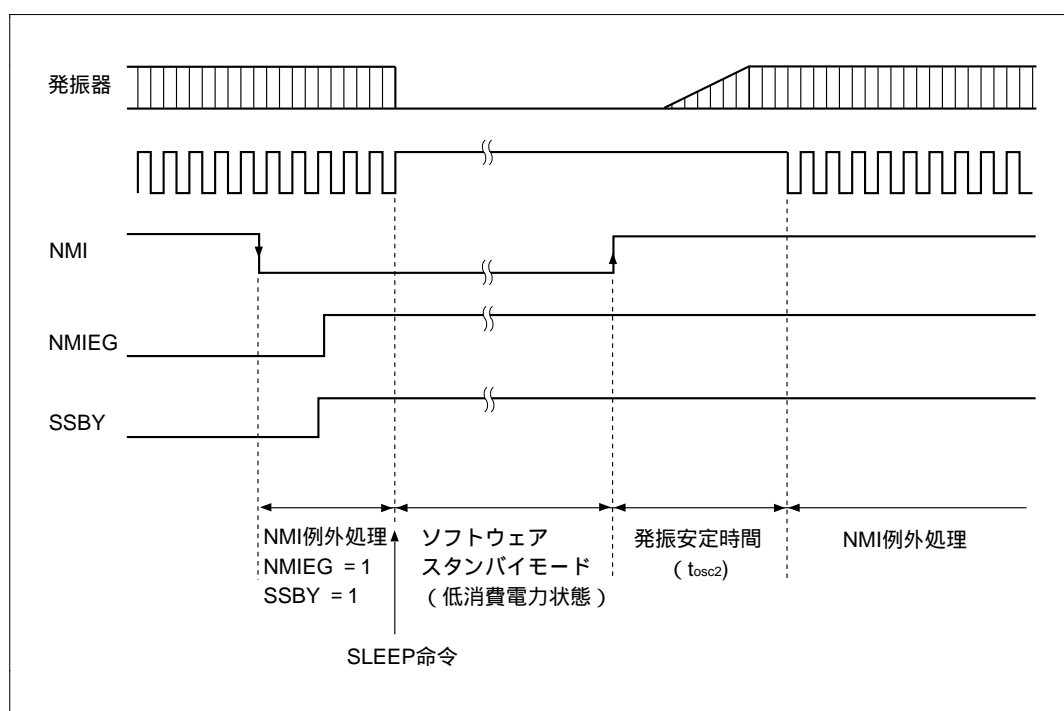 発振器
NMI
NMIEG
SSBY
NMI例外処理
NMIEG =1
SSBY =1
ソフトウェア
スタンバイモード
(低消費電力状態)
発振安定時間
(tosc2)
NMI例外処理
SLEEP命令